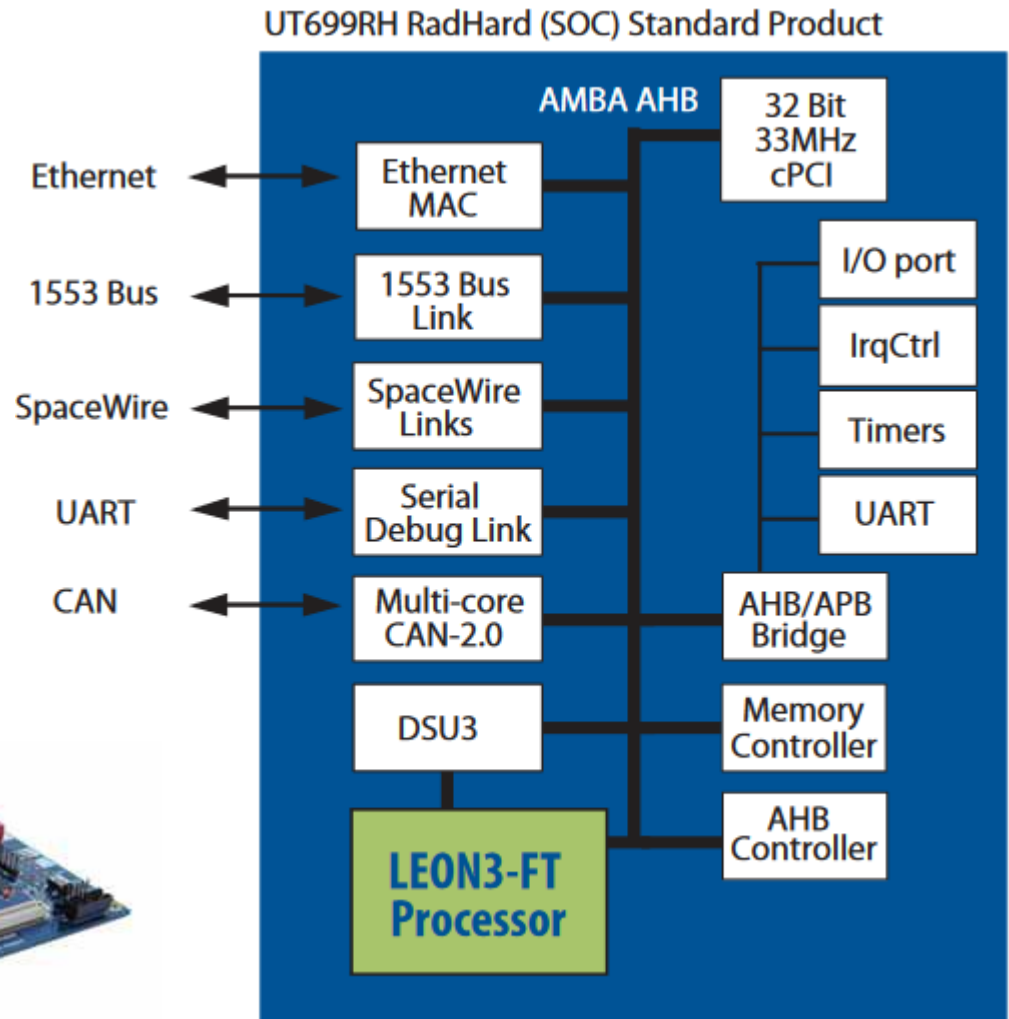 UT699RH RadHard (SOC) Standard Product
AMBA AHB
32 Bit
33MHz
cPCI
Ethernet
Ethernet
MAC
I/O port
1553 Bus
1553 Bus
Link
IrqCtrl
SpaceWire
SpaceWire
Links
Timers
UART
Serial
Debug Link
UART
CAN
Multi-core
CAN-2.0
AHB/APB
Bridge
DSU3
Memory
Controller
AHB
Controller
LEON3-FT
Processor